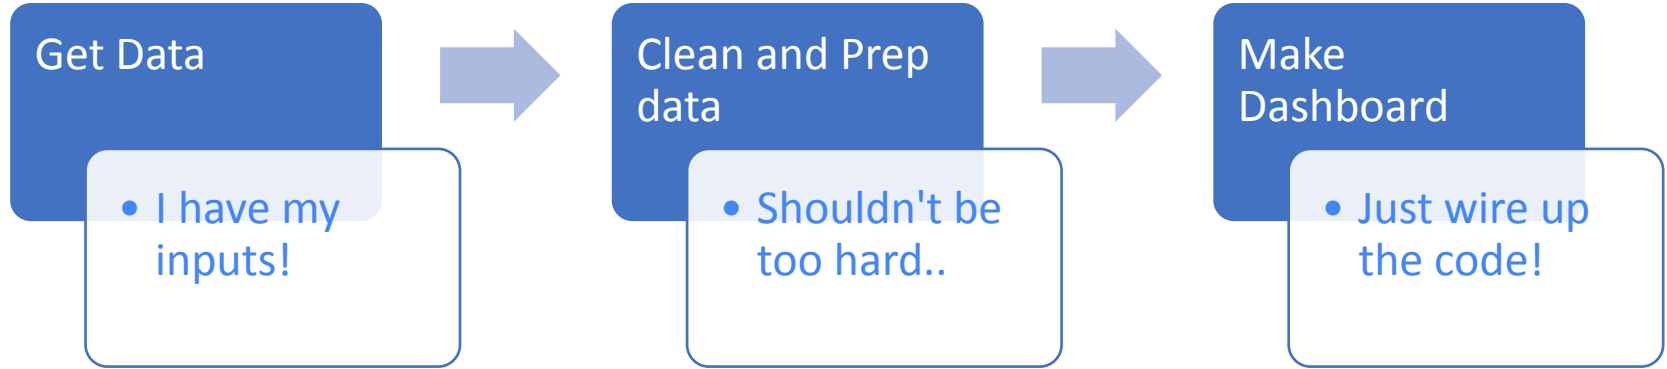 Get Data
• I have my
inputs!
Clean and Prep
data
• Shouldn't be
too hard..
Make
Dashboard
• Just wire up
the code!